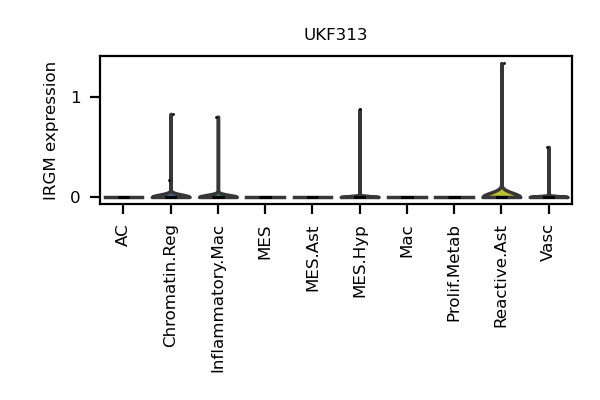 UKF313
IRGM expression
1
0
AC
Chromatin.Reg
Inflammatory.Mac
MES
MES.Ast
MES.Hyp
Mac
Prolif.Metab
Reactive.Ast
Vasc